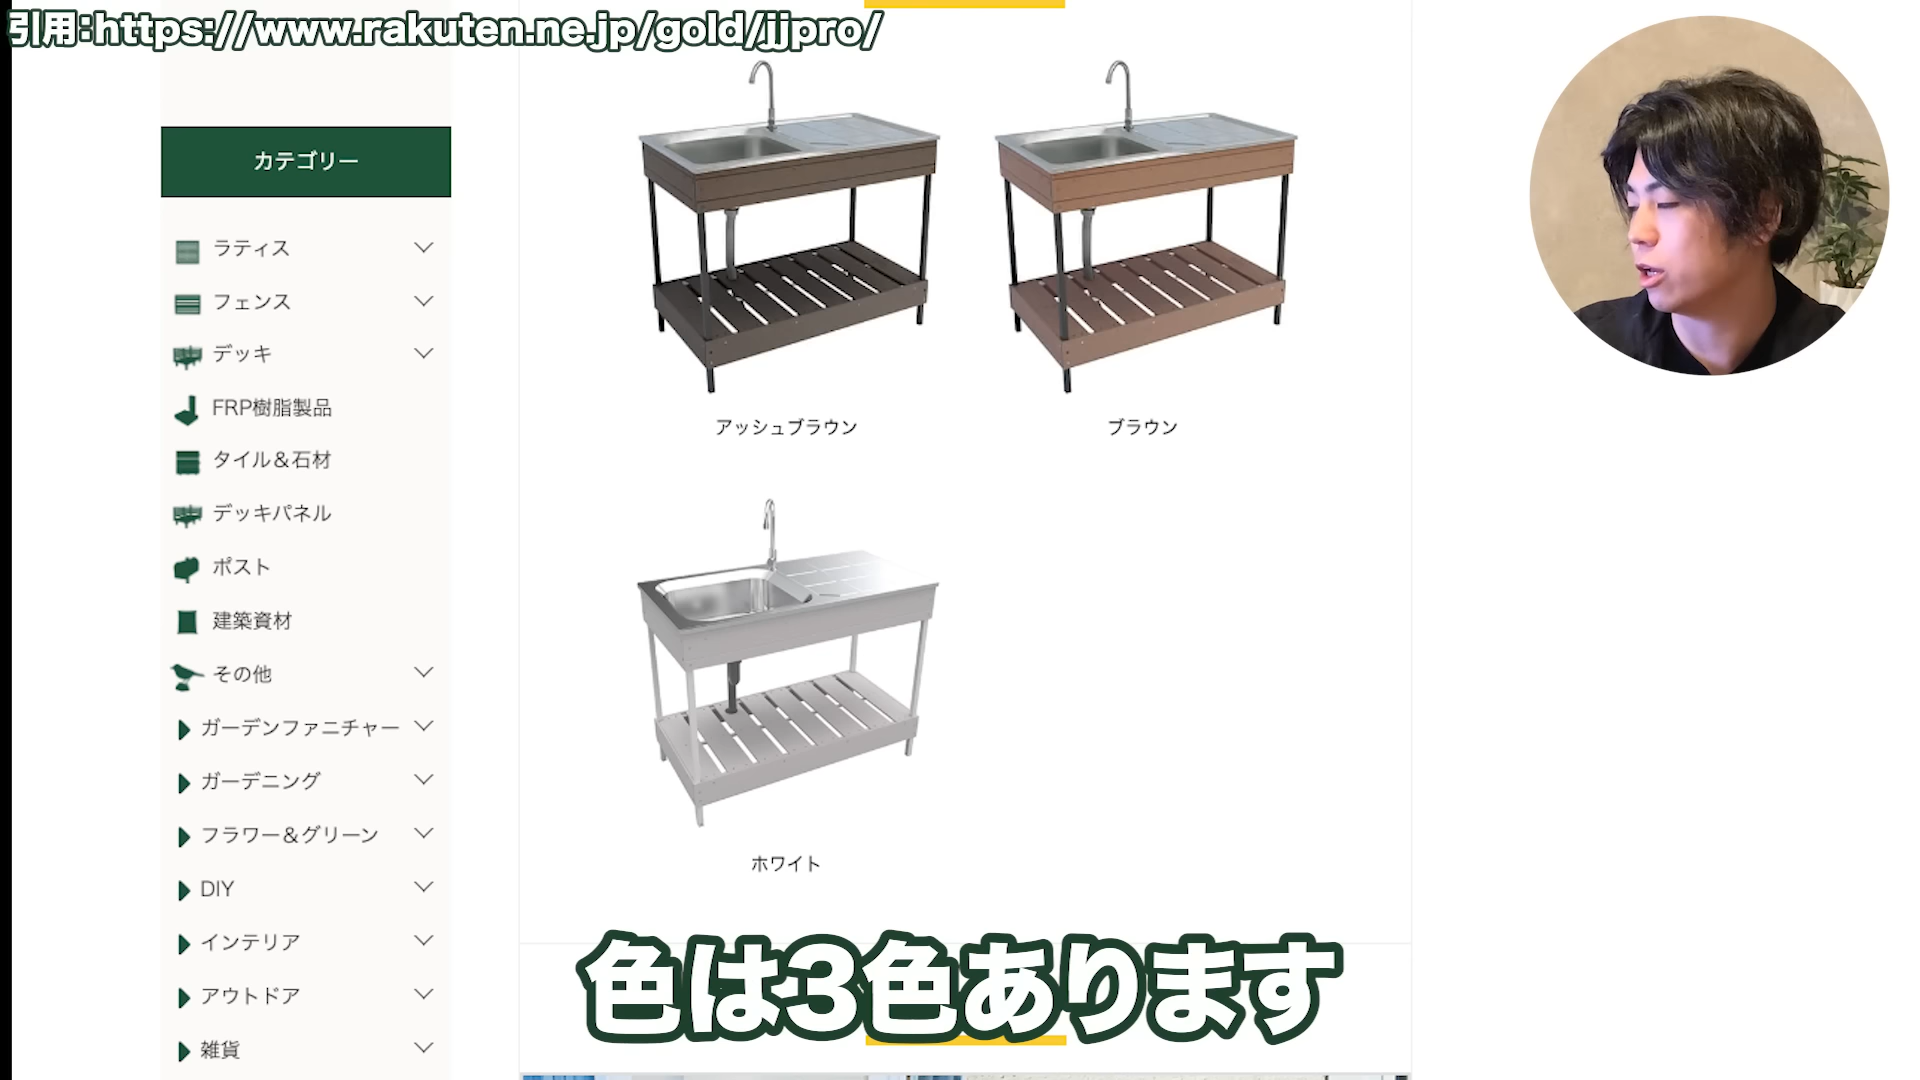 引用:https://www.rakuten.ne.jp/gold/jjpro/
カテゴリー
ラティス
フェンス
デッキ
FRP樹脂製品
タイル＆石材
デッキパネル
ポスト
建築資材
その他
ガーデンファニチャー
ガーデニング
フラワー＆グリーン
DIY
インテリア
アウトドア
雑貨
アッシュブラウン
ブラウン
ホワイト
色は3色あります